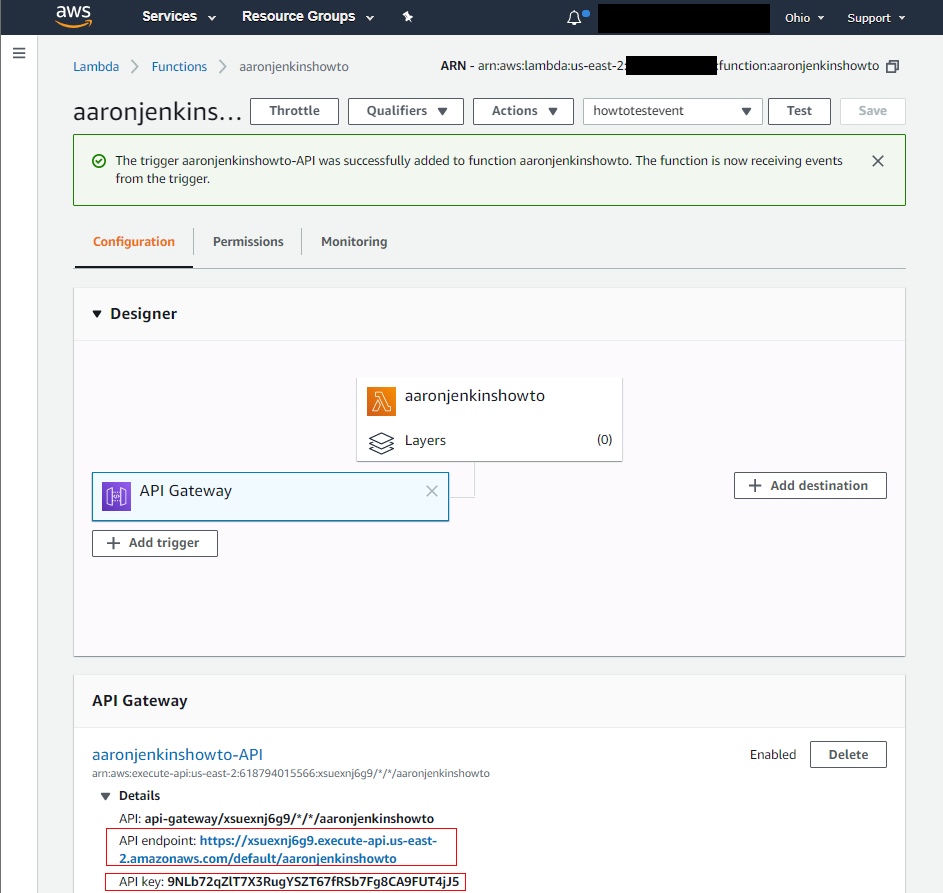 aws Services Resource Groups Ohio Support
Lambda Functions aaronjenkinshowto ARN - arn:aws:lambda:us-east-2: :function:aaronjenkinshowto
aaronjenkins... Throttle Qualifiers Actions howtotestevent Test Save
The trigger aaronjenkinshowto-API was successfully added to function aaronjenkinshowto. The function is now receiving events
from the trigger.
Configuration Permissions Monitoring
Designer
aaronjenkinshowto
Layers (0)
API Gateway
Add destination
Add trigger
API Gateway
aaronjenkinshowto-API Enabled Delete
arn:aws:execute-api:us-east-2:618794015566:xsuexnj6g9/*/*/aaronjenkinshowto
Details
API: api-gateway/xsuexnj6g9/*/*/aaronjenkinshowto
API endpoint: https://xsuexnj6g9.execute-api.us-east-
2.amazonaws.com/default/aaronjenkinshowto
API key: 9NLb72qZlT7X3RugYSZT67fRSb7Fg8CA9FUT4jJ5